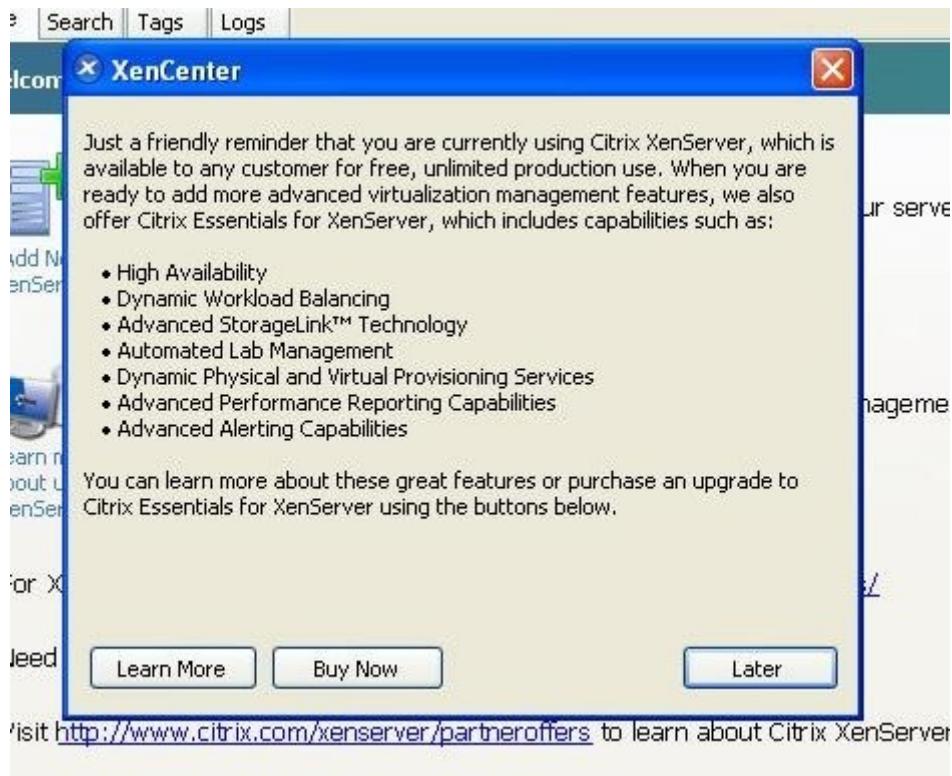 Search Tags Logs
XenCenter
Just a friendly reminder that you are currently using Citrix XenServer, which is
available to any customer for free, unlimited production use. When you are
ready to add more advanced virtualization management features, we also
offer Citrix Essentials for XenServer, which includes capabilities such as:
• High Availability
• Dynamic Workload Balancing
• Advanced StorageLink™ Technology
• Automated Lab Management
• Dynamic Physical and Virtual Provisioning Services
• Advanced Performance Reporting Capabilities
• Advanced Alerting Capabilities
You can learn more about these great features or purchase an upgrade to
Citrix Essentials for XenServer using the buttons below.
Learn More Buy Now Later
http://www.citrix.com/xenserver/partneroffers to learn about Citrix XenServer